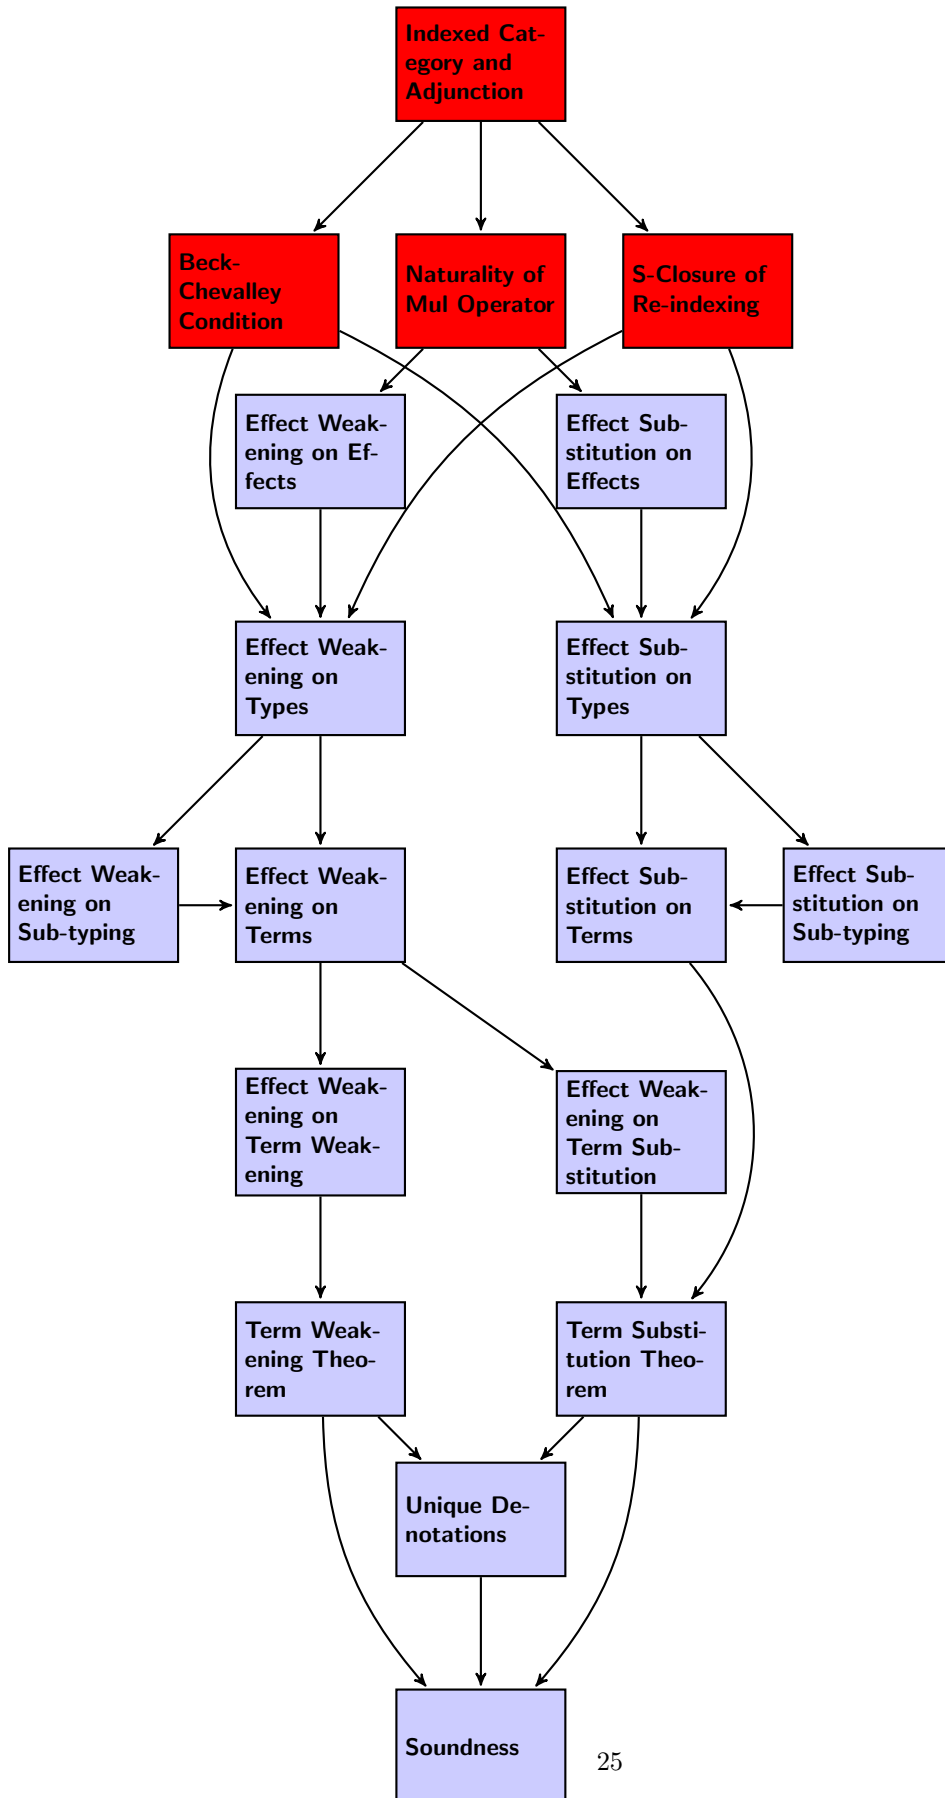 Indexed Cat-
egory and
Adjunction
Beck-
Chevalley
Condition
Naturality of
Mul Operator
S-Closure of
Re-indexing
Effect Weak-
ening on Ef-
fects
Effect Sub-
stitution on
Effects
Effect Weak-
ening on
Types
Effect Sub-
stitution on
Types
Effect Weak-
ening on
Sub-typing
Effect Weak-
ening on
Terms
Effect Sub-
stitution on
Terms
Effect Sub-
stitution on
Sub-typing
Effect Weak-
ening on
Term Weak-
ening
Effect Weak-
ening on
Term Sub-
stitution
Term Weak-
ening Theo-
rem
Term Substi-
tution Theo-
rem
Unique De-
notations
Soundness
25